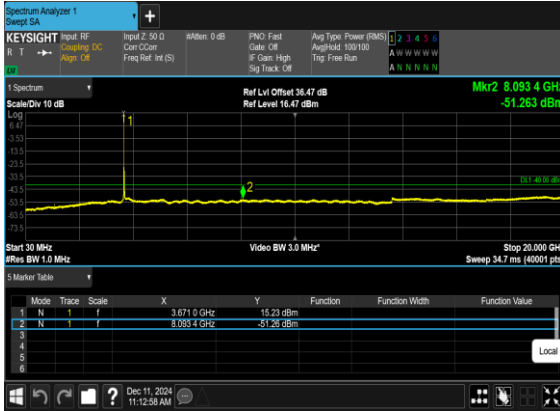 Spectrum Analyzer 1
Swept SA
+
KEYSIGHT Input: RF Input Z: 50 Ω #Atten: 0 dB PNO: Fast Avg Type: Power (RMS) 1 2 3 4 5 6
R T Coupling: DC Corr CCorr Gate: Off Avg|Hold: 100/100 A W W W W W
Align: Off Freq Ref: Int (S) IF Gain: High Trig: Free Run
Sig Track: Off A N N N N N
1 Spectrum Ref Lvl Offset 36.47 dB Mkr2 8.093 4 GHz
Scale/Div 10 dB Ref Level 16.47 dBm -51.263 dBm
Log
6.47
-3.53
-13.5
-23.5
-33.5
-43.5
-53.5
-63.5
-73.5
1
2
DL1 -40.00 dBm
Start 30 MHz Video BW 3.0 MHz* Stop 20.000 GH
#Res BW 1.0 MHz Sweep 34.7 ms (40001 pts
5 Marker Table
Mode Trace Scale X Y Function Function Width Function Value
1 N 1 f 3.671 0 GHz 15.23 dBm
2 N 1 f 8.093 4 GHz -51.26 dBm
3
4
5
6
Local
? Dec 11, 2024
11:12:58 AM